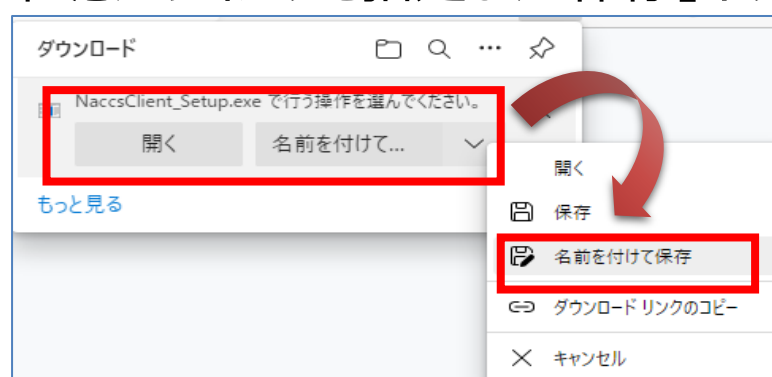 ダウンロード
NaccsClient_Setup.exe で行う操作を選んでください。
開く
名前を付けて...
もっと見る
開く
保存
名前を付けて保存
ダウンロード リンクのコピー
キャンセル